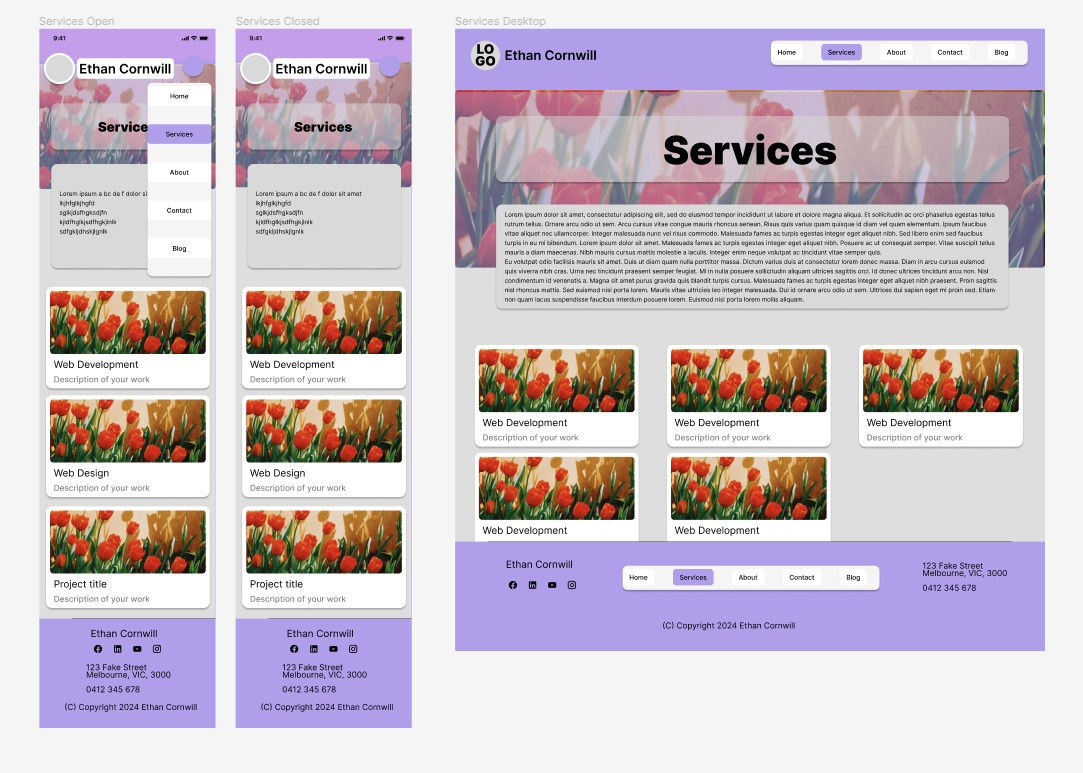 Services Open
9:41
Ethan Cornwill
Home
Service
Services
About
Lorem ipsum a bc de f dolor si
lkjhfglkjhgfd
sglkjdsfhgksdjfn
kjldfhglkjsdfhgkjlnlk
sdfgkljdhskjlgnlk
Contact
Blog
Web Development
Description of your work
Web Design
Description of your work
Project title
Description of your work
Ethan Cornwill
123 Fake Street
Melbourne, VIC, 3000
0412 345 678
(C) Copyright 2024 Ethan Cornwill
Services Closed
9:41
Ethan Cornwill
Services
Lorem ipsum a bc de f dolor sit amet
lkjhfglkjhgfd
sglkjdsfhgksdjfn
kjldfhglkjsdfhgkjlnlk
sdfgkljdhskjlgnlk
Web Development
Description of your work
Web Design
Description of your work
Project title
Description of your work
Ethan Cornwill
123 Fake Street
Melbourne, VIC, 3000
0412 345 678
(C) Copyright 2024 Ethan Cornwill
Services Desktop
LO
GO
Ethan Cornwill
Home Services About Contact Blog
Services
Lorem ipsum dolor sit amet, consectetur adipiscing elit, sed do eiusmod tempor incididunt ut labore et dolore magna aliqua. Et sollicitudin ac orci phasellus egestas tellus
rutrum tellus. Ornare arcu odio ut sem. Arcu cursus vitae congue mauris rhoncus aenean. Risus quis varius quam quisque id diam vel quam elementum. Ipsum faucibus
vitae aliquet nec ullamcorper. Integer malesuada nunc vel risus commodo. Malesuada fames ac turpis egestas integer eget aliquet nibh. Sed libero enim sed faucibus
turpis in eu mi bibendum. Lorem ipsum dolor sit amet. Malesuada fames ac turpis egestas integer eget aliquet nibh. Posuere ac ut consequat semper. Vitae suscipit tellus
mauris a diam maecenas. Nibh mauris cursus mattis molestie a iaculis. Integer enim neque volutpat ac tincidunt vitae semper quis.
Eu volutpat odio facilisis mauris sit amet. Duis ut diam quam nulla porttitor massa. Dictum varius duis at consectetur lorem donec massa. Diam in arcu cursus euismod
quis viverra nibh cras. Urna nec tincidunt praesent semper feugiat. Mi in nulla posuere sollicitudin aliquam ultrices sagittis orci. Id donec ultrices tincidunt arcu non. Nisl
condimentum id venenatis a. Magna sit amet purus gravida quis blandit turpis cursus. Malesuada fames ac turpis egestas integer eget aliquet nibh. Proin sagittis
nisl rhoncus mattis. Euismod nisi porta lorem. Mauris vitae ultricies leo integer malesuada. Dui id ornare arcu odio ut sem. Ultrices dui sapien eget mi proin sed. Etiam
non quam lacus suspendisse faucibus interdum posuere lorem. Euismod nisi porta lorem mollis aliquam.
Web Development
Description of your work
Web Development
Description of your work
Web Development
Description of your work
Web Development
Web Development
Ethan Cornwill
Home Services About Contact Blog
123 Fake Street
Melbourne, VIC, 3000
0412 345 678
(C) Copyright 2024 Ethan Cornwill